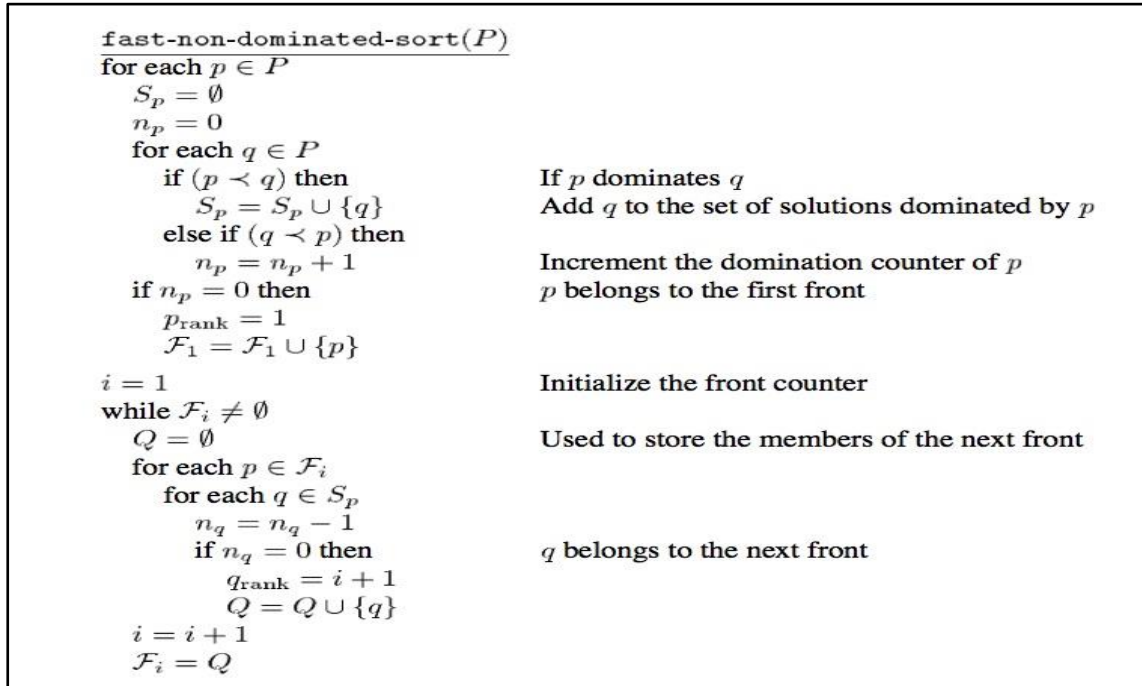 fast-non-dominated-sort(P)
for each p ∈ P
S_p = ∅
n_p = 0
for each q ∈ P
if (p ≺ q) then If p dominates q
S_p = S_p ∪ {q} Add q to the set of solutions dominated by p
else if (q ≺ p) then
n_p = n_p + 1 Increment the domination counter of p
if n_p = 0 then p belongs to the first front
p_rank = 1
ℱ_1 = ℱ_1 ∪ {p}
i = 1 Initialize the front counter
while ℱ_i ≠ ∅
Q = ∅ Used to store the members of the next front
for each p ∈ ℱ_i
for each q ∈ S_p
n_q = n_q − 1
if n_q = 0 then q belongs to the next front
q_rank = i + 1
Q = Q ∪ {q}
i = i + 1
ℱ_i = Q